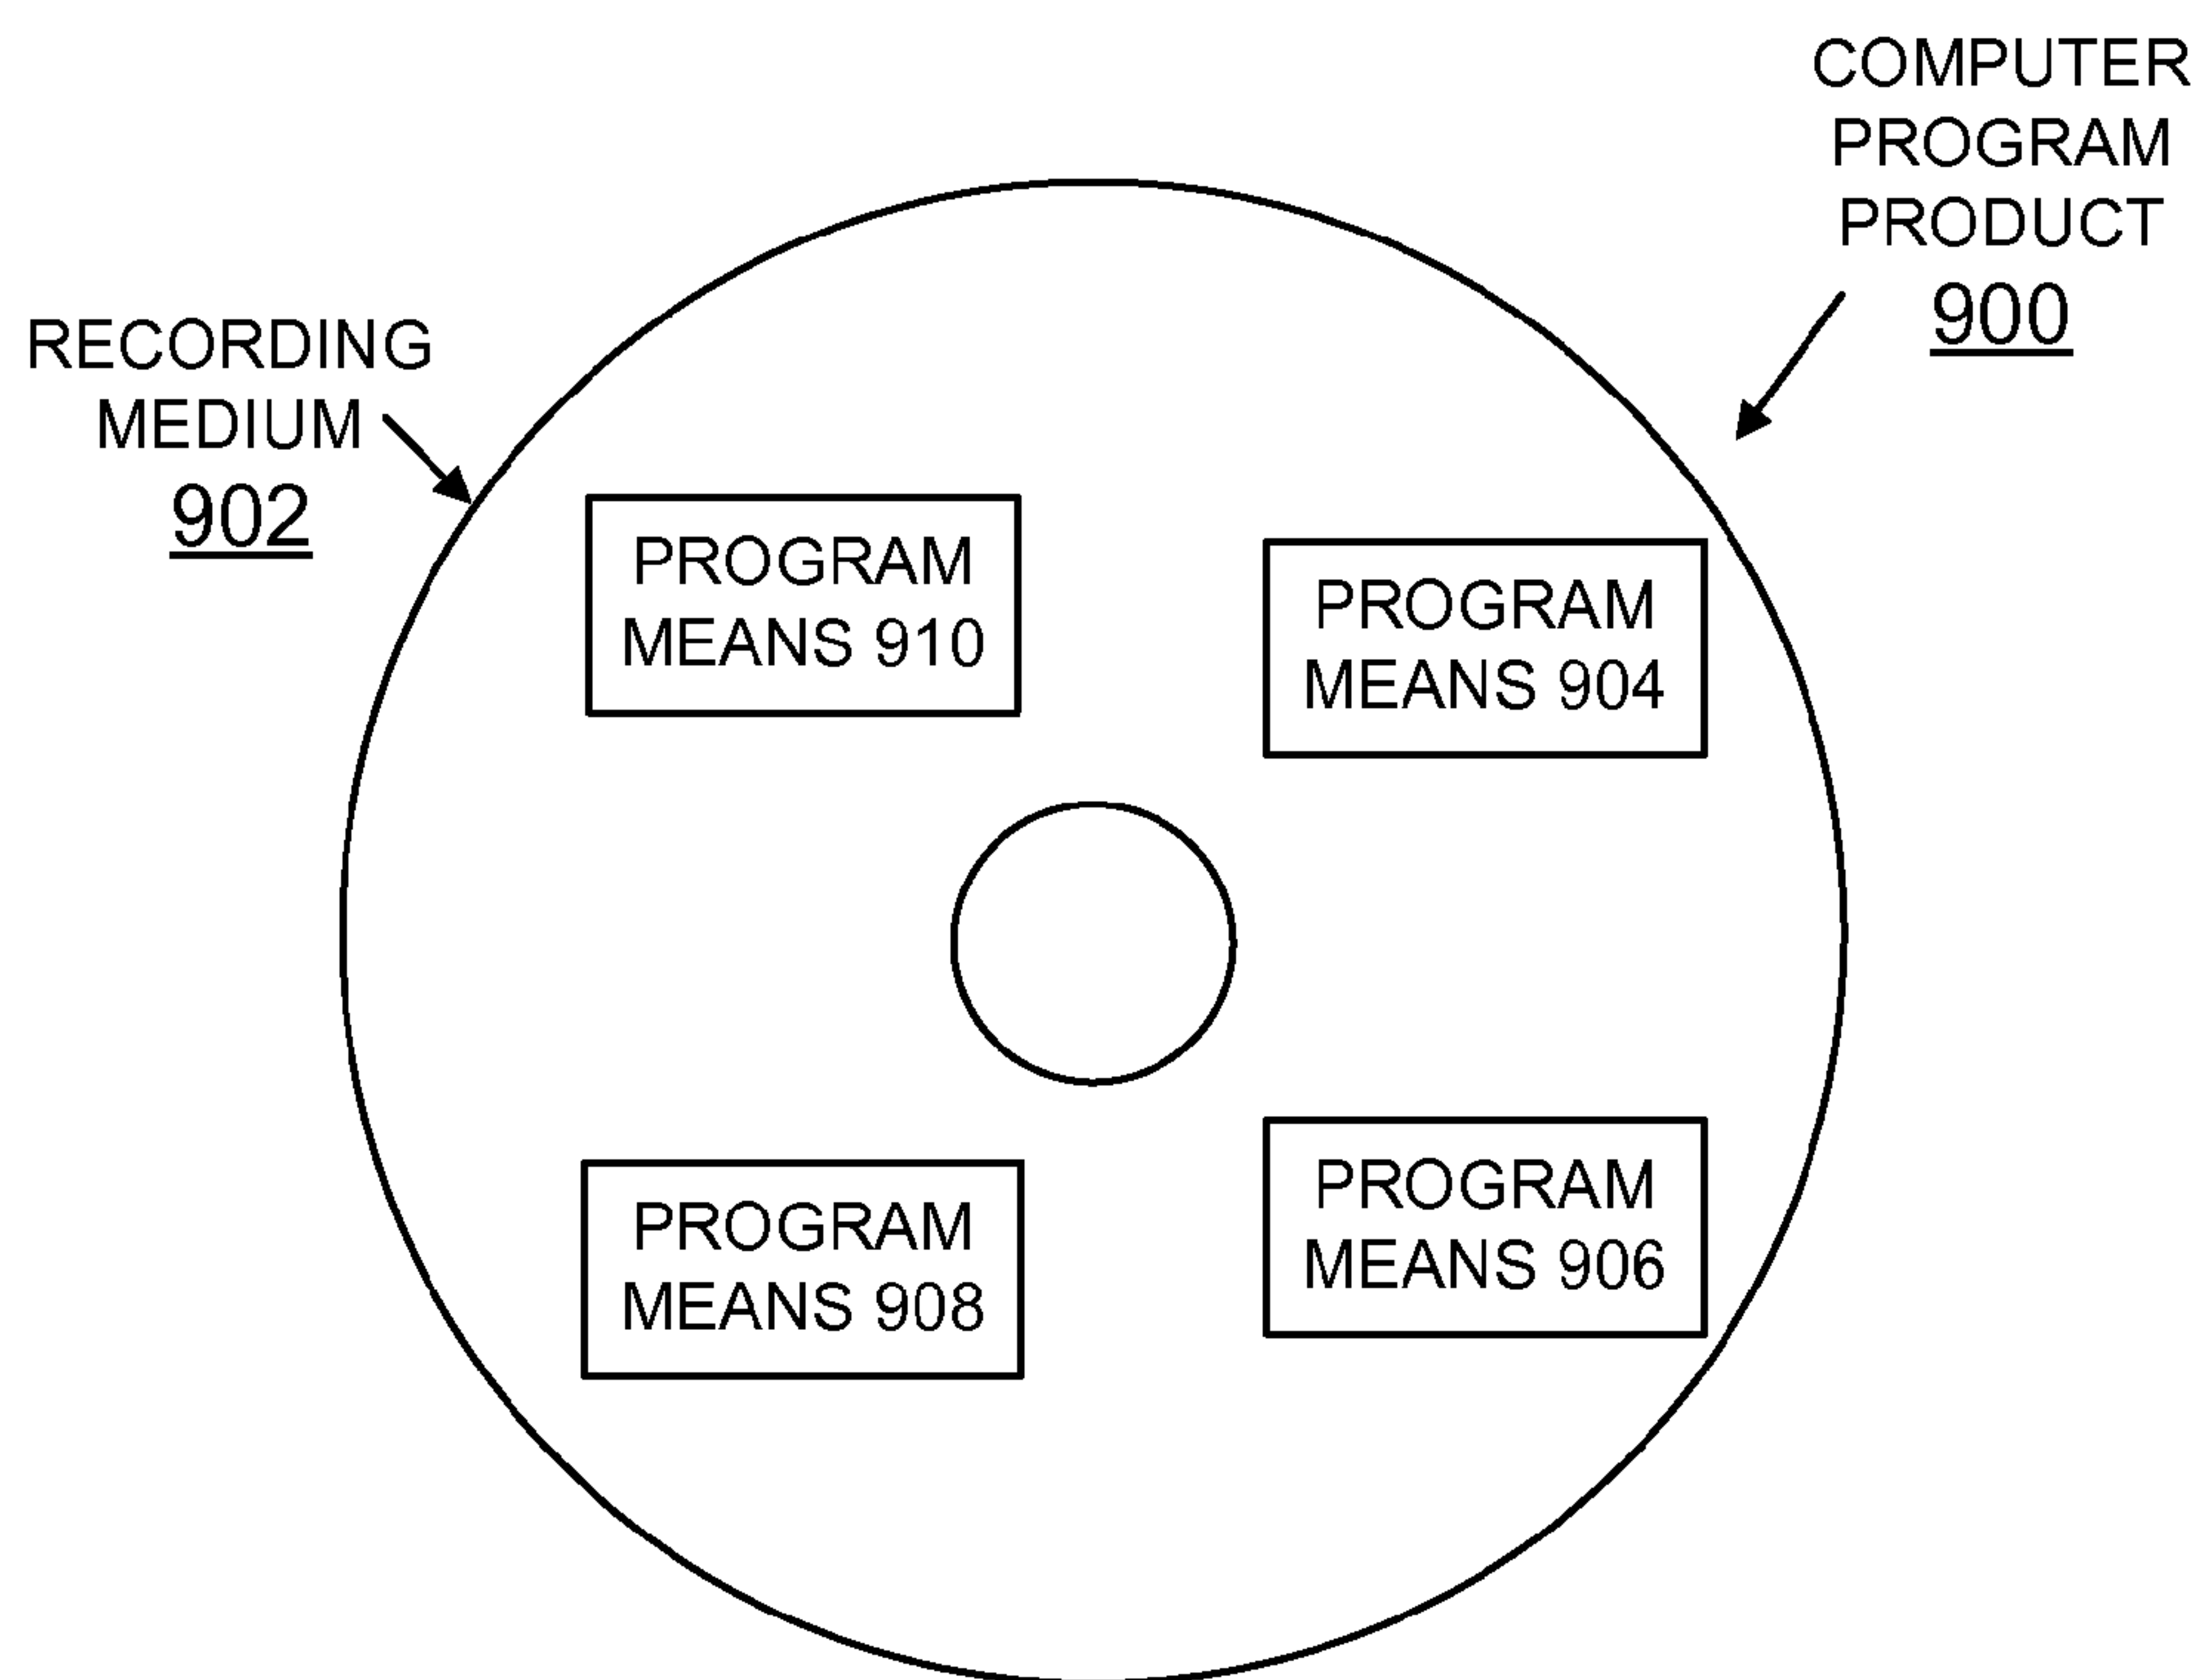 COMPUTER
PROGRAM
PRODUCT
900
RECORDING
MEDIUM
902
PROGRAM
MEANS 910
PROGRAM
MEANS 904
PROGRAM
MEANS 908
PROGRAM
MEANS 906